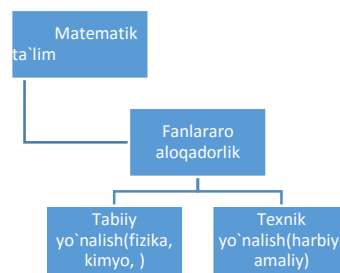 Matematik
ta`lim
Fanlararo
aloqadorlik
Tabiiy
yo`nalish(fizika,
kimyo, )
Texnik
yo`nalish(harbiy
amaliy)